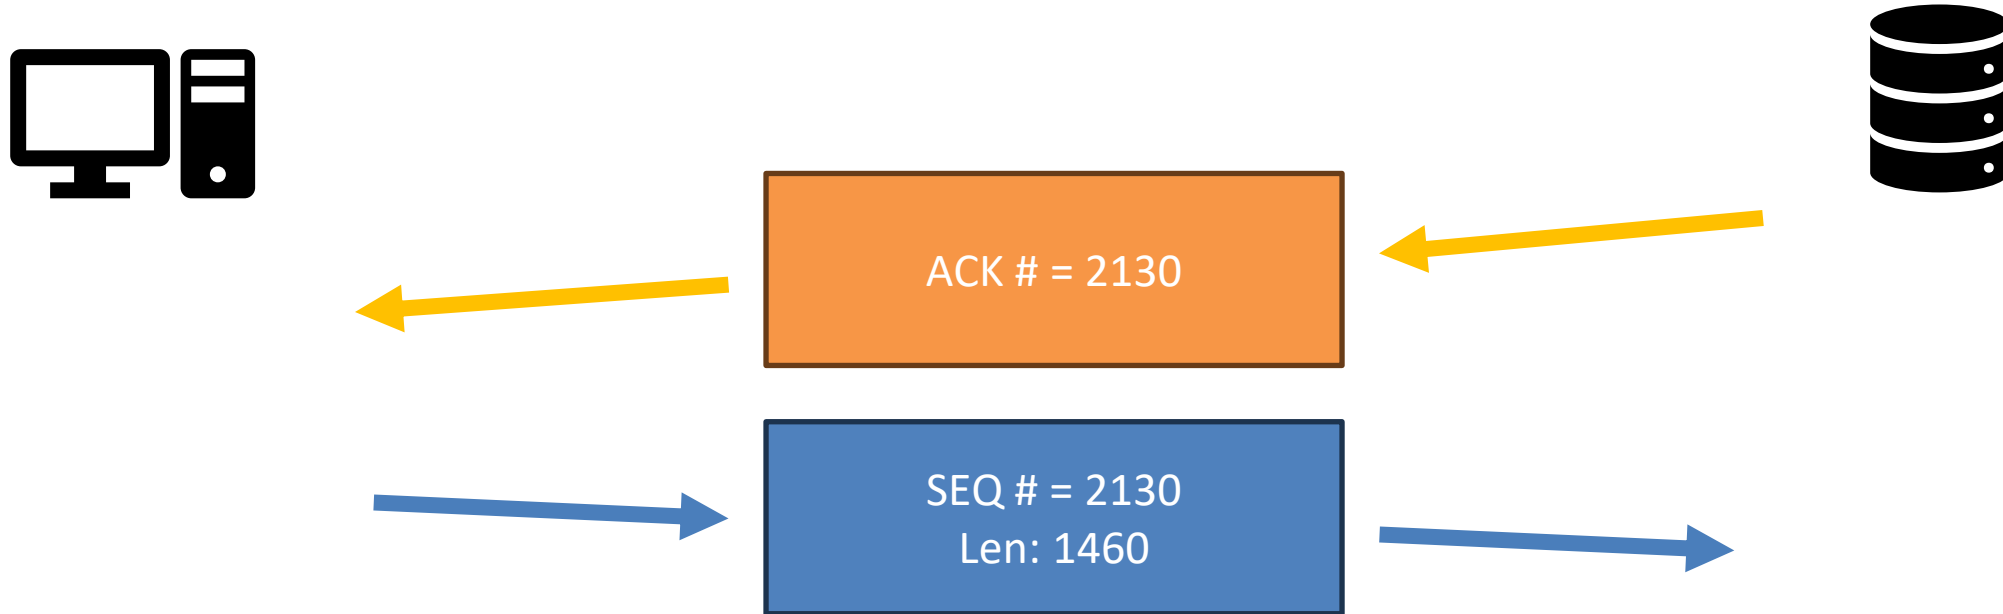 ACK # = 2130
SEQ # = 2130
Len: 1460